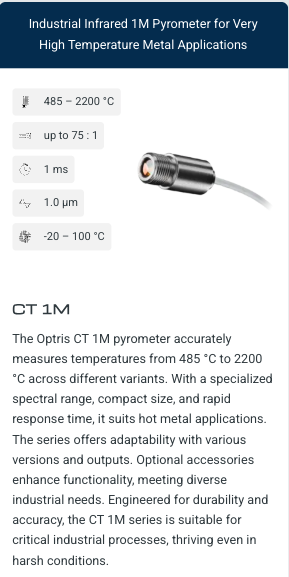 Industrial Infrared 1M Pyrometer for Very
High Temperature Metal Applications
485 – 2200 °C
up to 75 : 1
1 ms
1.0 µm
-20 – 100 °C
CT 1M
The Optris CT 1M pyrometer accurately
measures temperatures from 485 °C to 2200
°C across different variants. With a specialized
spectral range, compact size, and rapid
response time, it suits hot metal applications.
The series offers adaptability with various
versions and outputs. Optional accessories
enhance functionality, meeting diverse
industrial needs. Engineered for durability and
accuracy, the CT 1M series is suitable for
critical industrial processes, thriving even in
harsh conditions.